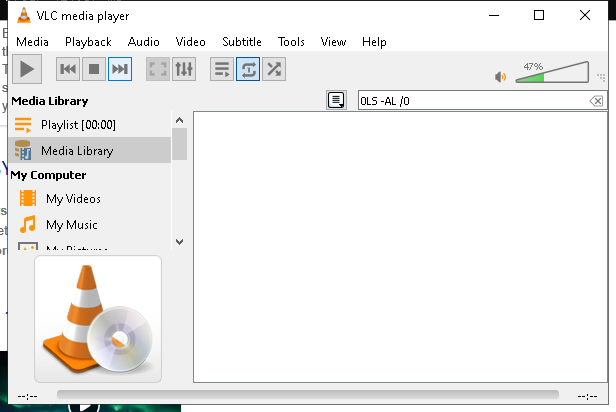 VLC media player
Media Playback Audio Video Subtitle Tools View Help
47%
Media Library
0LS -AL /0
Playlist [00:00]
Media Library
My Computer
My Videos
My Music
My Pictures
--:-- --:--